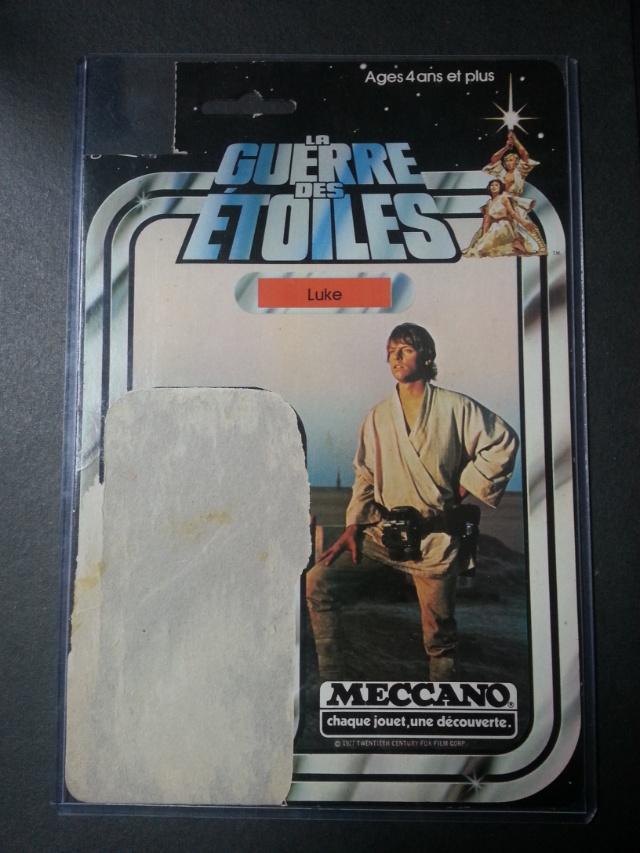 Ages 4 ans et plus
LA
GUERRE
DES
ÉTOILES
TM
Luke
MECCANO®
chaque jouet, une découverte.
© 1977 TWENTIETH CENTURY FOX FILM CORP.